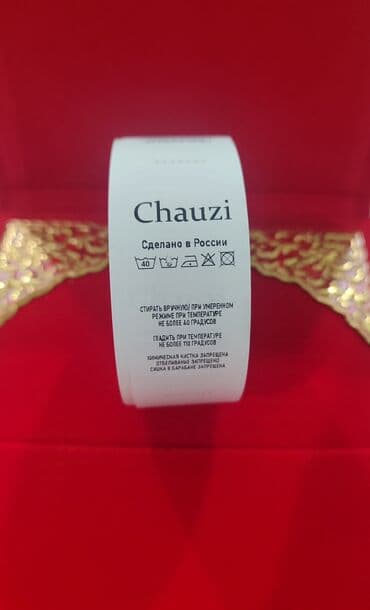 Chauzi
Сделано в России
40
СТИРАТЬ ВРУЧНУЮ/ ПРИ УМЕРЕННОМ
РЕЖИМЕ ПРИ ТЕМПЕРАТУРЕ
НЕ БОЛЕЕ 40 ГРАДУСОВ
ГЛАДИТЬ ПРИ ТЕМПЕРАТУРЕ
НЕ БОЛЕЕ 110 ГРАДУСОВ
ХИМИЧЕСКАЯ ЧИСТКА ЗАПРЕЩЕНА
ОТБЕЛИВАНИЕ ЗАПРЕЩЕНО
СУШКА В БАРАБАНЕ ЗАПРЕЩЕНА